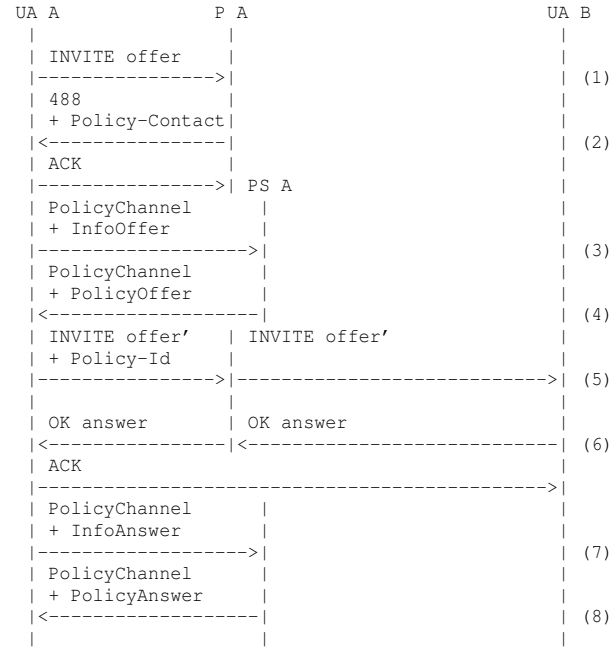 UA A P A UA B
INVITE offer
(1)
488
+ Policy-Contact
(2)
ACK
PS A
PolicyChannel
+ InfoOffer
(3)
PolicyChannel
+ PolicyOffer
(4)
INVITE offer' INVITE offer'
+ Policy-Id
(5)
OK answer OK answer
(6)
ACK
PolicyChannel
+ InfoAnswer
(7)
PolicyChannel
+ PolicyAnswer
(8)